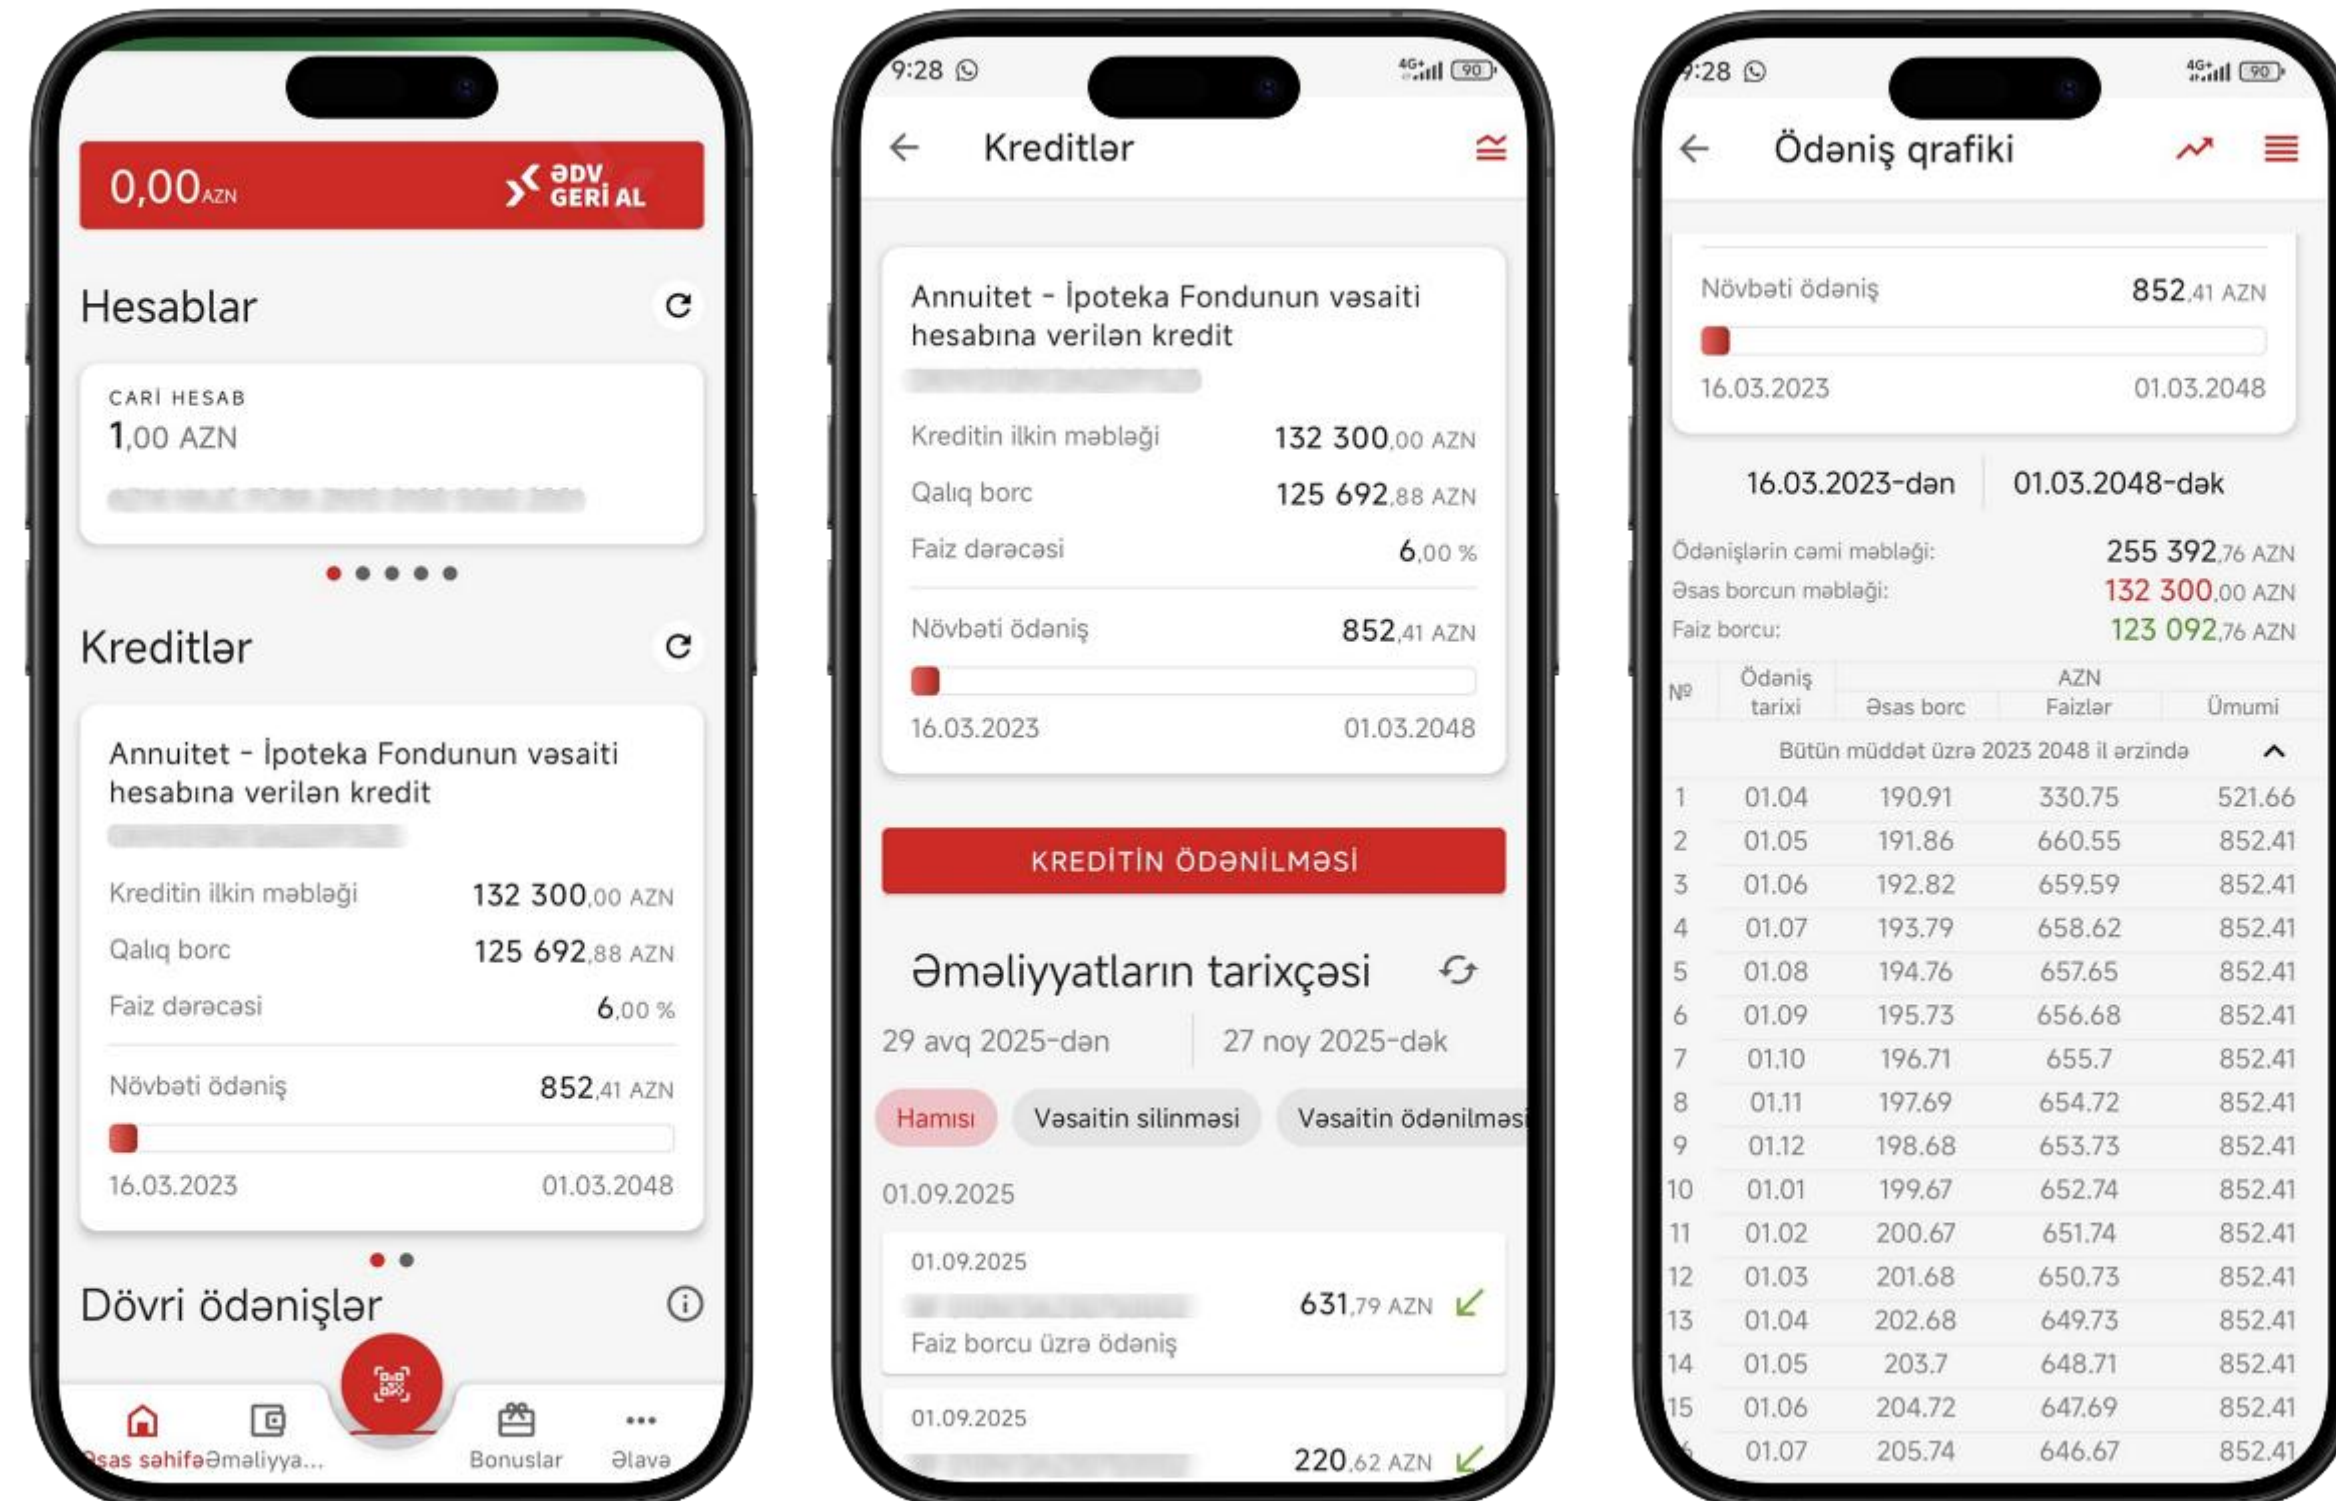 0,00 AZN
ƏDV
GERİ AL
Hesablar
CARİ HESAB
1,00 AZN
Kreditlər
Annuitet - İpoteka Fondunun vəsaiti
hesabına verilən kredit
Kreditin ilkin məbləği 132 300,00 AZN
Qalıq borc 125 692,88 AZN
Faiz dərəcəsi 6,00 %
Növbəti ödəniş 852,41 AZN
16.03.2023 01.03.2048
Dövri ödənişlər
Əsas səhifə Əməliyya... Bonuslar Əlavə
9:28 4G+ 90
Kreditlər
Annuitet - İpoteka Fondunun vəsaiti
hesabına verilən kredit
Kreditin ilkin məbləği 132 300,00 AZN
Qalıq borc 125 692,88 AZN
Faiz dərəcəsi 6,00 %
Növbəti ödəniş 852,41 AZN
16.03.2023 01.03.2048
KREDİTİN ÖDƏNİLMƏSİ
Əməliyyatların tarixçəsi
29 avq 2025-dən 27 noy 2025-dək
Hamısı Vəsaitin silinməsi Vəsaitin ödənilməsi
01.09.2025
01.09.2025
631,79 AZN
Faiz borcu üzrə ödəniş
01.09.2025
220,62 AZN
9:28 4G+ 90
Ödəniş qrafiki
Növbəti ödəniş 852,41 AZN
16.03.2023 01.03.2048
16.03.2023-dən 01.03.2048-dək
Ödənişlərin cəmi məbləği: 255 392,76 AZN
Əsas borcun məbləği: 132 300,00 AZN
Faiz borcu: 123 092,76 AZN
Nº Ödəniş tarixi AZN
Əsas borc Faizlər Ümumi
Bütün müddət üzrə 2023 2048 il ərzində
1 01.04 190.91 330.75 521.66
2 01.05 191.86 660.55 852.41
3 01.06 192.82 659.59 852.41
4 01.07 193.79 658.62 852.41
5 01.08 194.76 657.65 852.41
6 01.09 195.73 656.68 852.41
7 01.10 196.71 655.7 852.41
8 01.11 197.69 654.72 852.41
9 01.12 198.68 653.73 852.41
10 01.01 199.67 652.74 852.41
11 01.02 200.67 651.74 852.41
12 01.03 201.68 650.73 852.41
13 01.04 202.68 649.73 852.41
14 01.05 203.7 648.71 852.41
15 01.06 204.72 647.69 852.41
6 01.07 205.74 646.67 852.41